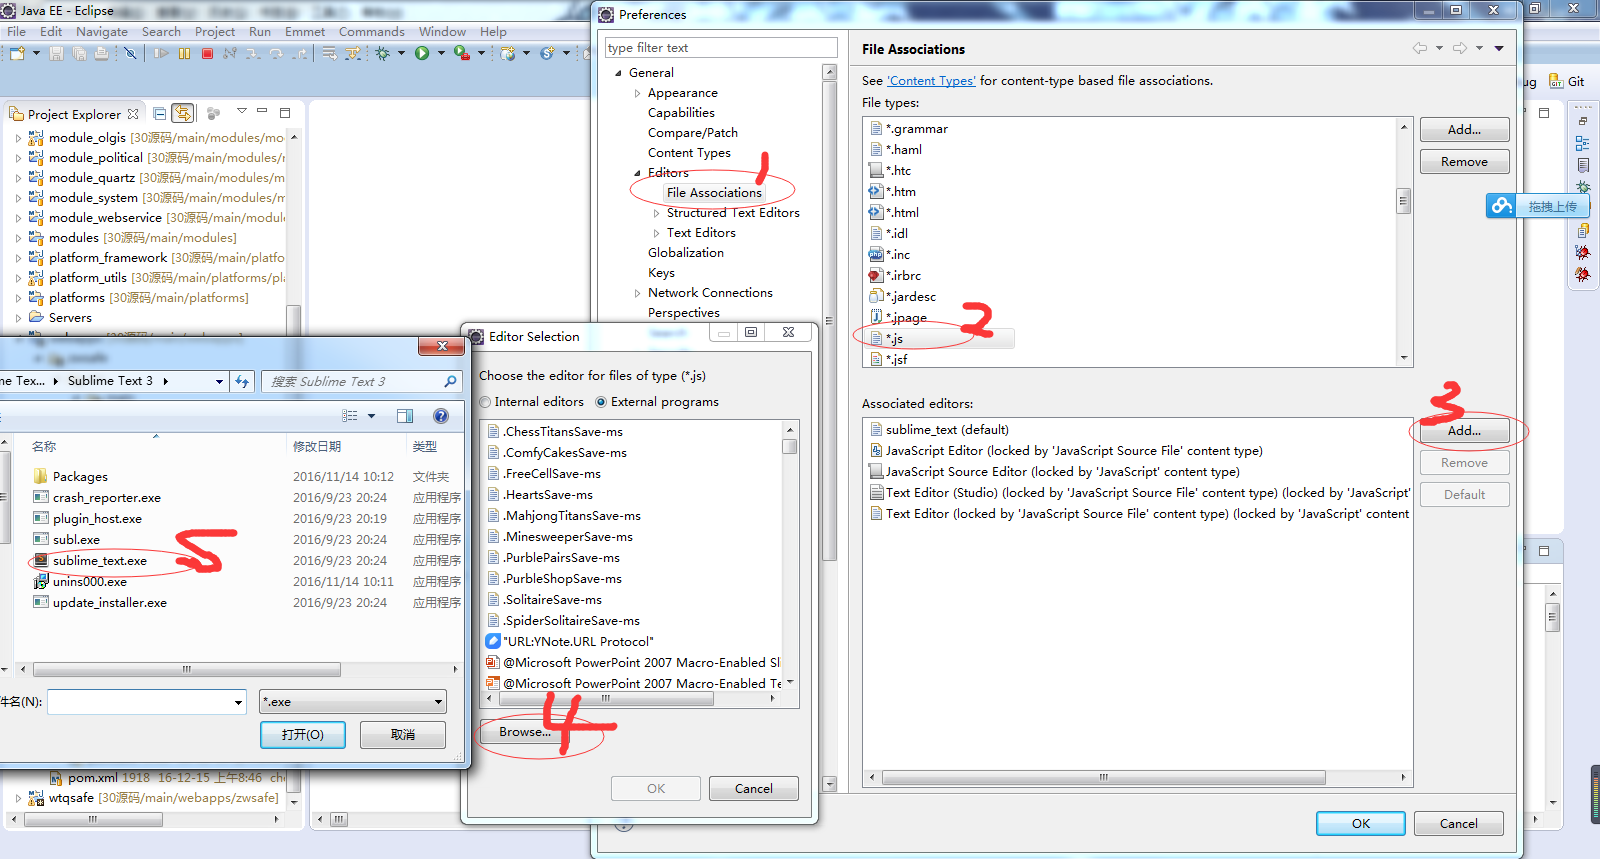 Java EE - Eclipse
File Edit Navigate Search Project Run Emmet Commands Window Help
Project Explorer
module_olgis [30源码/main/modules/mo
module_political [30源码/main/modules/
module_quartz [30源码/main/modules/m
module_system [30源码/main/modules/r
module_webservice [30源码/main/modul
modules [30源码/main/modules]
platform_framework [30源码/main/platfo
platform_utils [30源码/main/platforms/pl
platforms [30源码/main/platforms]
Servers
me Tex... Sublime Text 3
搜索 Sublime Text 3
名称 修改日期 类型
Packages 2016/11/14 10:12 文件夹
crash_reporter.exe 2016/9/23 20:24 应用程序
plugin_host.exe 2016/9/23 20:19 应用程序
subl.exe 2016/9/23 20:24 应用程序
sublime_text.exe 2016/9/23 20:24 应用程序
unins000.exe 2016/11/14 10:11 应用程序
update_installer.exe 2016/9/23 20:24 应用程序
5
件名(N): *.exe
打开(O) 取消
pom.xml 1918 16-12-15 上午8:46 che
wtqsafe [30源码/main/webapps/zwsafe]
Editor Selection
Choose the editor for files of type (*.js)
Internal editors External programs
.ChessTitansSave-ms
.ComfyCakesSave-ms
.FreeCellSave-ms
.HeartsSave-ms
.MahjongTitansSave-ms
.MinesweeperSave-ms
.PurblePairsSave-ms
.PurbleShopSave-ms
.SolitaireSave-ms
.SpiderSolitaireSave-ms
"URL:YNote.URL Protocol"
@Microsoft PowerPoint 2007 Macro-Enabled Sl
@Microsoft PowerPoint 2007 Macro-Enabled Te
Browse...
4
OK Cancel
Preferences
type filter text
General
Appearance
Capabilities
Compare/Patch
Content Types
Editors
1
File Associations
Structured Text Editors
Text Editors
Globalization
Keys
Network Connections
Perspectives
Search
File Associations
See 'Content Types' for content-type based file associations.
File types:
*.grammar
*.haml
*.htc
*.htm
*.html
*.idl
*.inc
*.irbrc
*.jardesc
*.jpage
*.js
*.jsf
2
Add...
Remove
Associated editors:
sublime_text (default)
JavaScript Editor (locked by 'JavaScript Source File' content type)
JavaScript Source Editor (locked by 'JavaScript' content type)
Text Editor (Studio) (locked by 'JavaScript Source File' content type) (locked by 'JavaScript'
Text Editor (locked by 'JavaScript Source File' content type) (locked by 'JavaScript' content
3
Add...
Remove
Default
OK Cancel
ug Git
拖拽上传